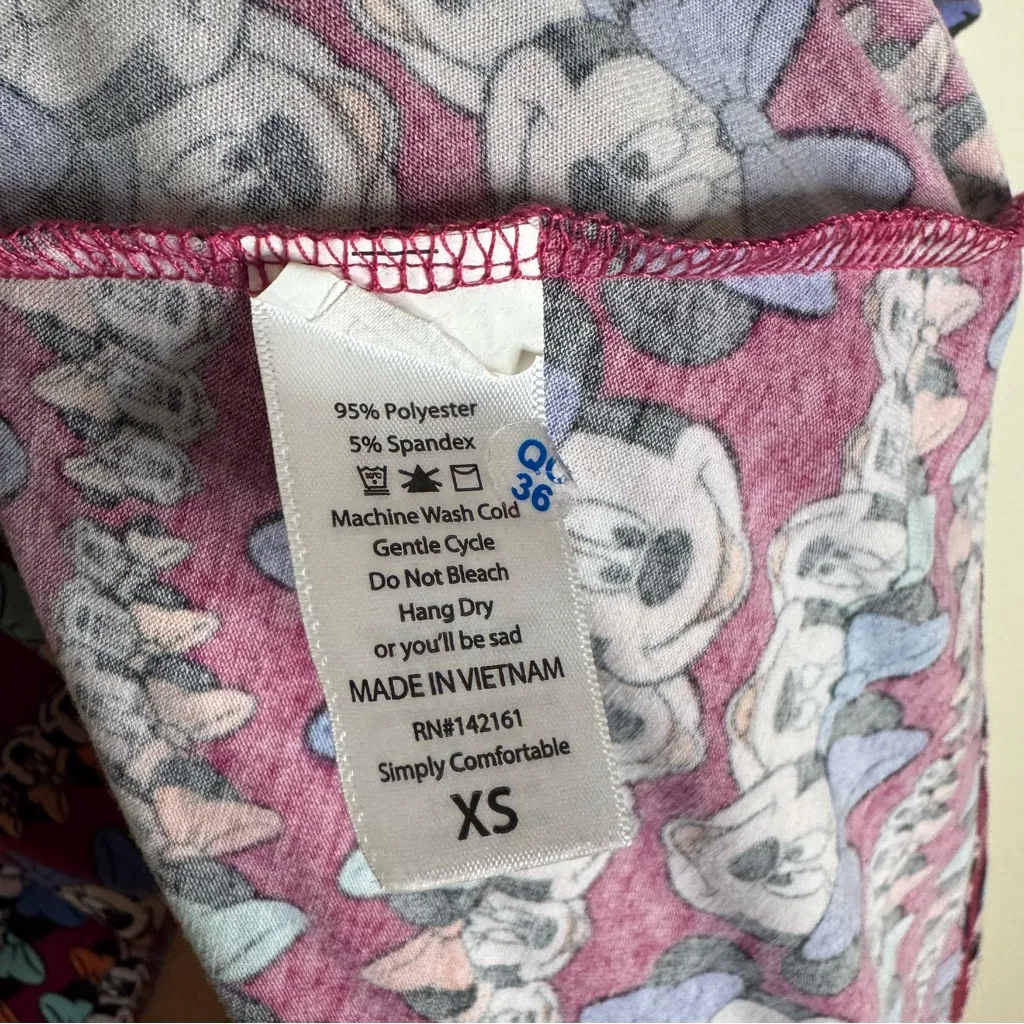 95% Polyester
5% Spandex
Machine Wash Cold
Gentle Cycle
Do Not Bleach
Hang Dry
or you'll be sad
MADE IN VIETNAM
RN#142161
Simply Comfortable
XS
36